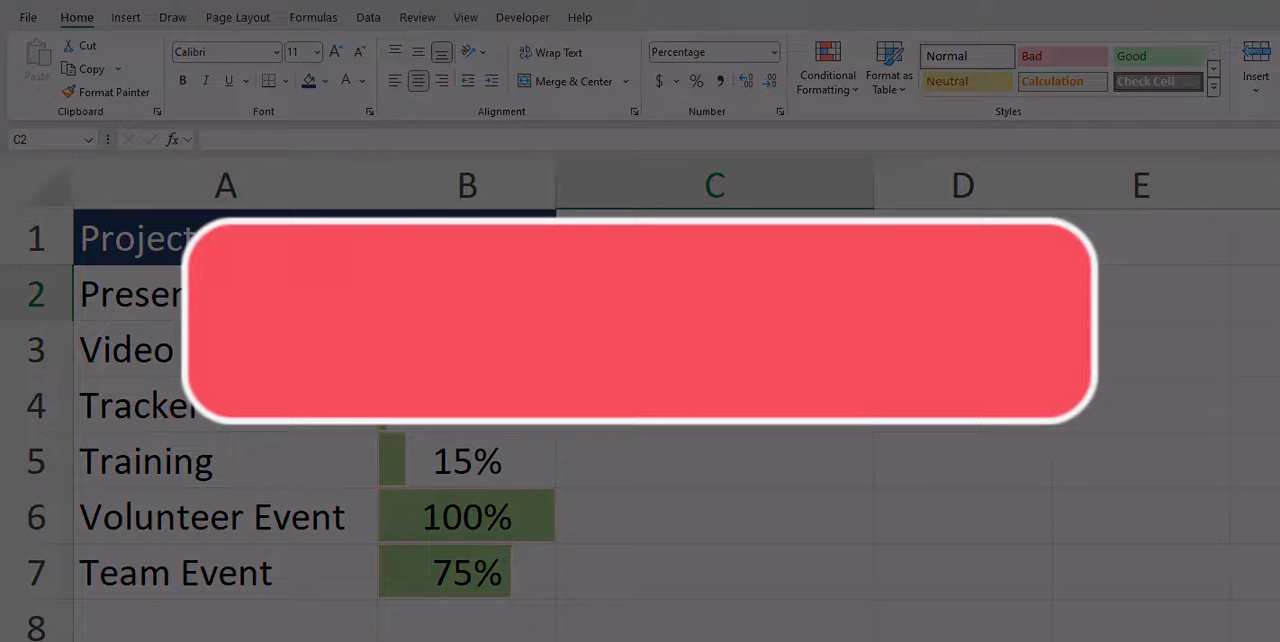 File Home Insert Draw Page Layout Formulas Data Review View Developer Help
Cut
Copy
Paste
Format Painter
Clipboard
Calibri 11
B I U
Font
Wrap Text
Merge & Center
Alignment
Percentage
$ % 9
Number
Conditional Formatting
Format as Table
Normal Bad Good
Neutral Calculation Check Cell
Styles
Insert
C2 fx
A B C D E
1 Project
2
3 Video
4
5 Training 15%
6 Volunteer Event 100%
7 Team Event 75%
8